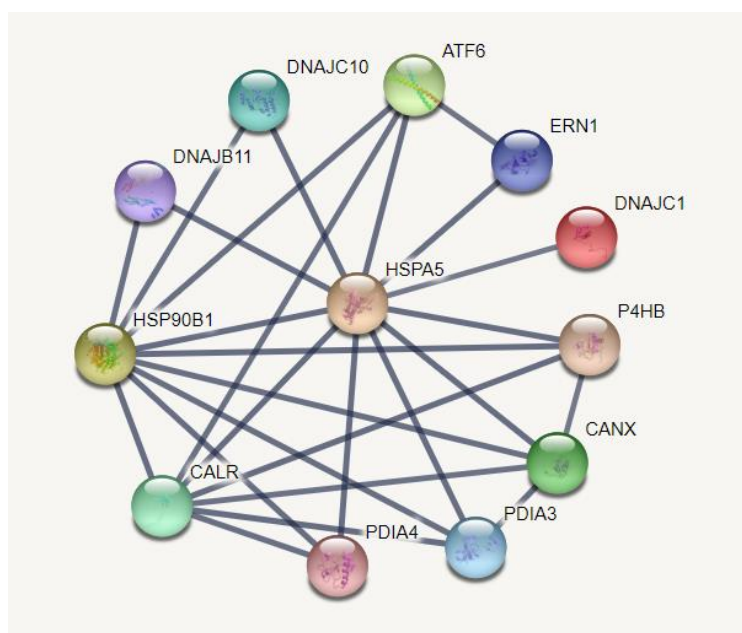 ATF6
DNAJC10
ERN1
DNAJB11
DNAJC1
HSPA5
P4HB
HSP90B1
CANX
CALR
PDIA3
PDIA4